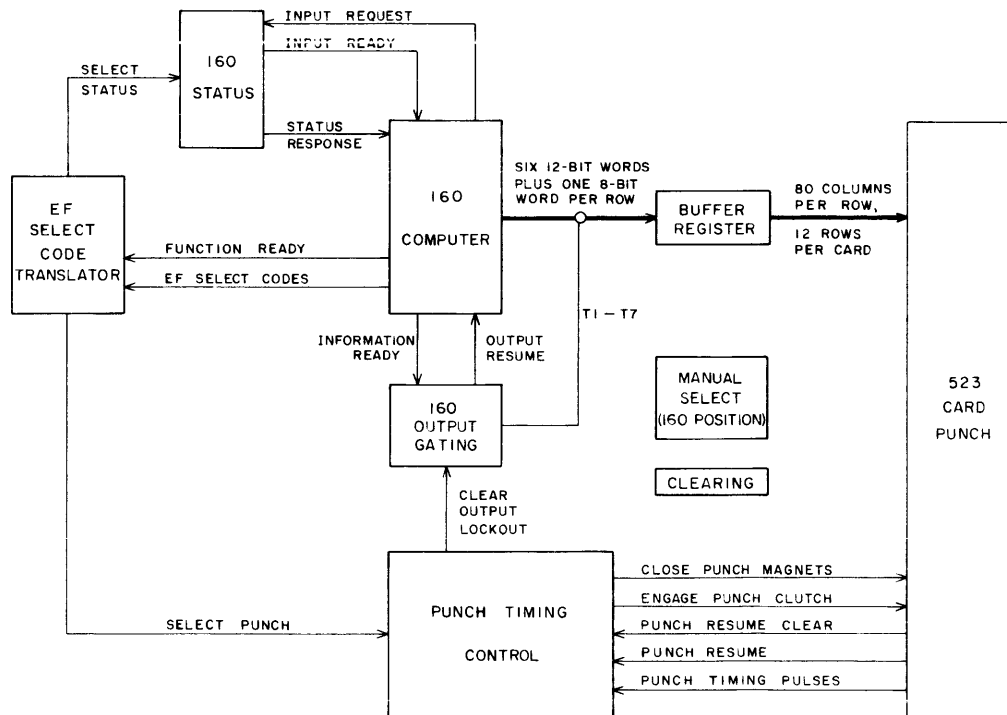 INPUT REQUEST
INPUT READY
160
STATUS
SELECT
STATUS
STATUS
RESPONSE
EF
SELECT
CODE
TRANSLATOR
FUNCTION READY
EF SELECT CODES
160
COMPUTER
SIX 12-BIT WORDS
PLUS ONE 8-BIT
WORD PER ROW
BUFFER
REGISTER
80 COLUMNS
PER ROW,
12 ROWS
PER CARD
T1-T7
INFORMATION
READY
OUTPUT
RESUME
160
OUTPUT
GATING
MANUAL
SELECT
(160 POSITION)
CLEARING
523
CARD
PUNCH
CLEAR
OUTPUT
LOCKOUT
SELECT PUNCH
PUNCH TIMING
CONTROL
CLOSE PUNCH MAGNETS
ENGAGE PUNCH CLUTCH
PUNCH RESUME CLEAR
PUNCH RESUME
PUNCH TIMING PULSES